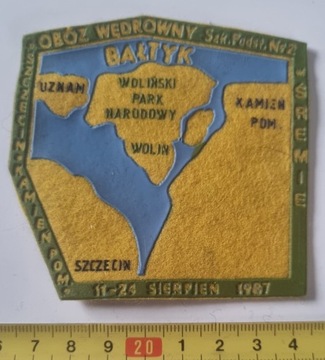 OBÓZ WĘDROWNY Szk. Podst. Nr 2
W ŚREMIE
SZCZECIN-KAMIEŃ POM.
BAŁTYK
UZNAM
WOLIŃSKI
PARK
NARODOWY
WOLIN
KAMIEŃ
POM.
SZCZECIN
11-24 SIERPIEŃ 1987
6 7 8 9 20 1 2 3 4